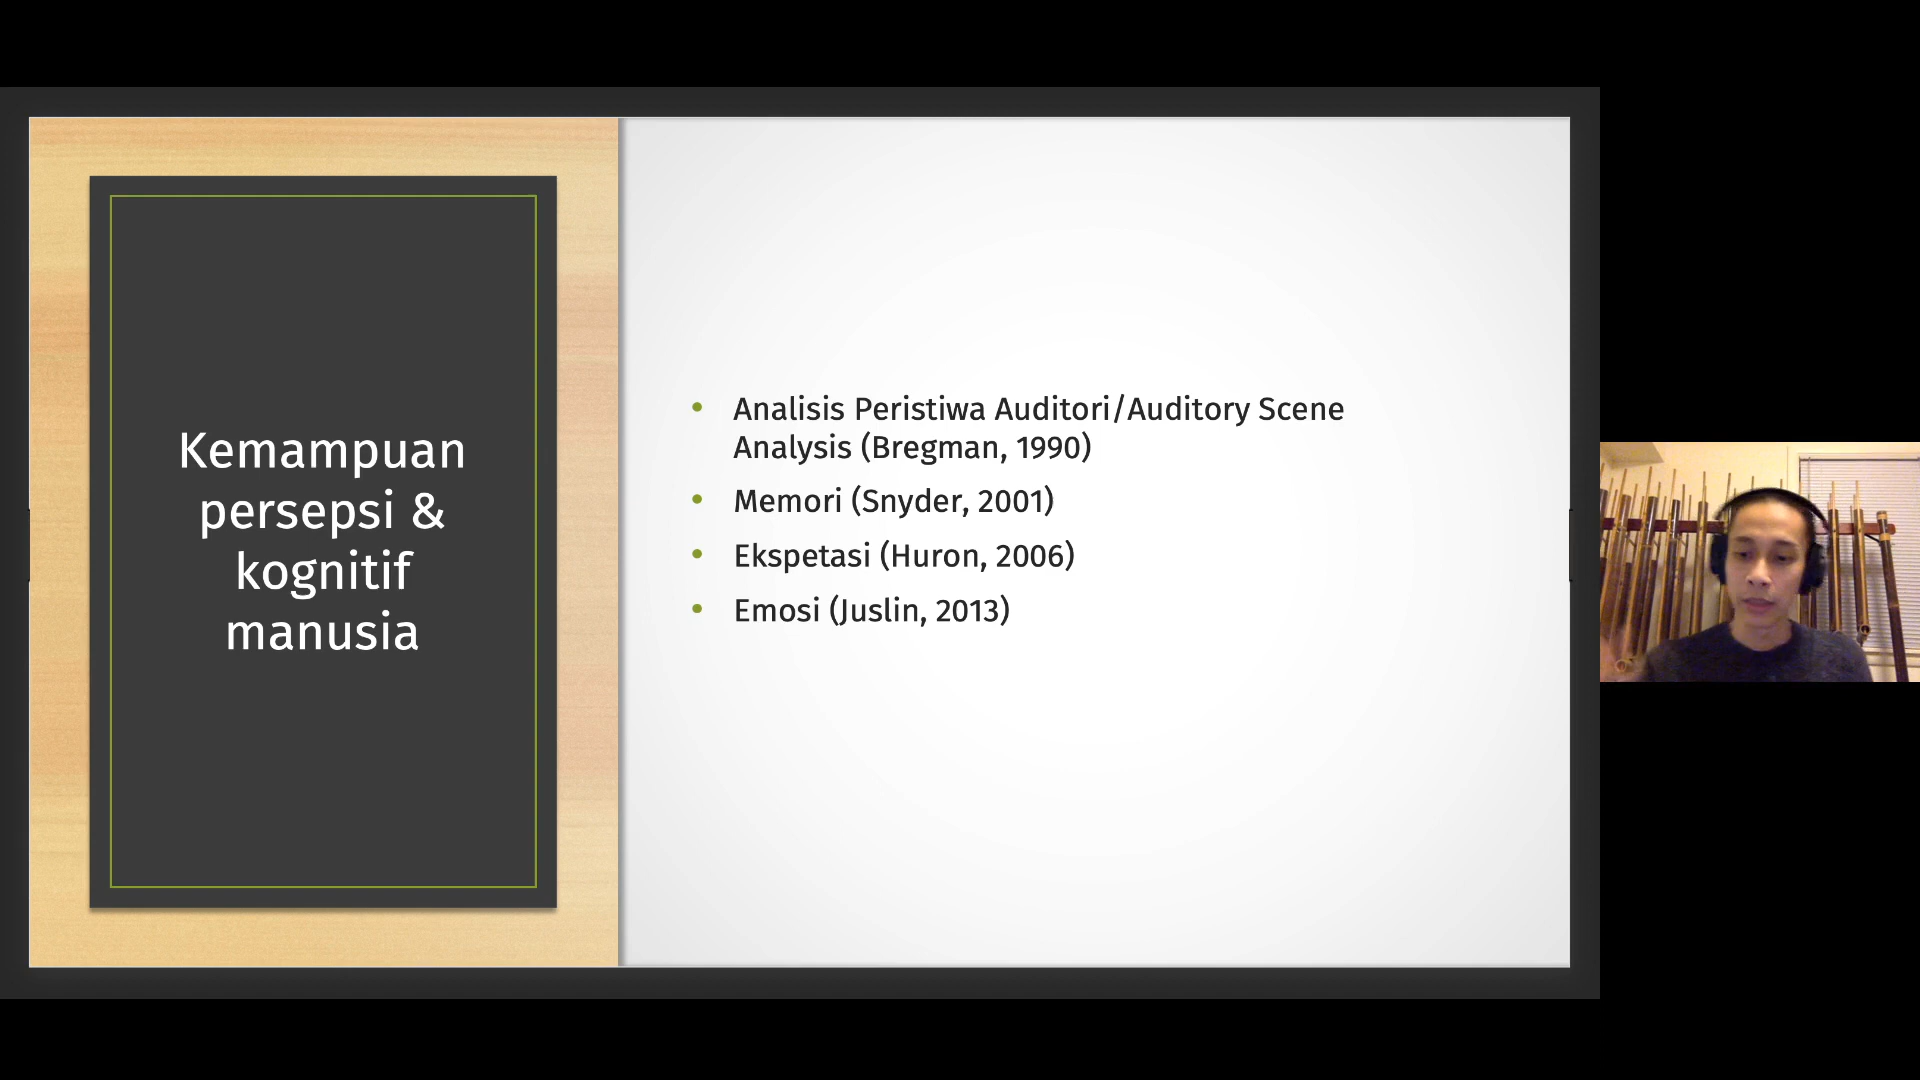 Kemampuan
persepsi &
kognitif
manusia
• Analisis Peristiwa Auditori/Auditory Scene
Analysis (Bregman, 1990)
• Memori (Snyder, 2001)
• Ekspetasi (Huron, 2006)
• Emosi (Juslin, 2013)